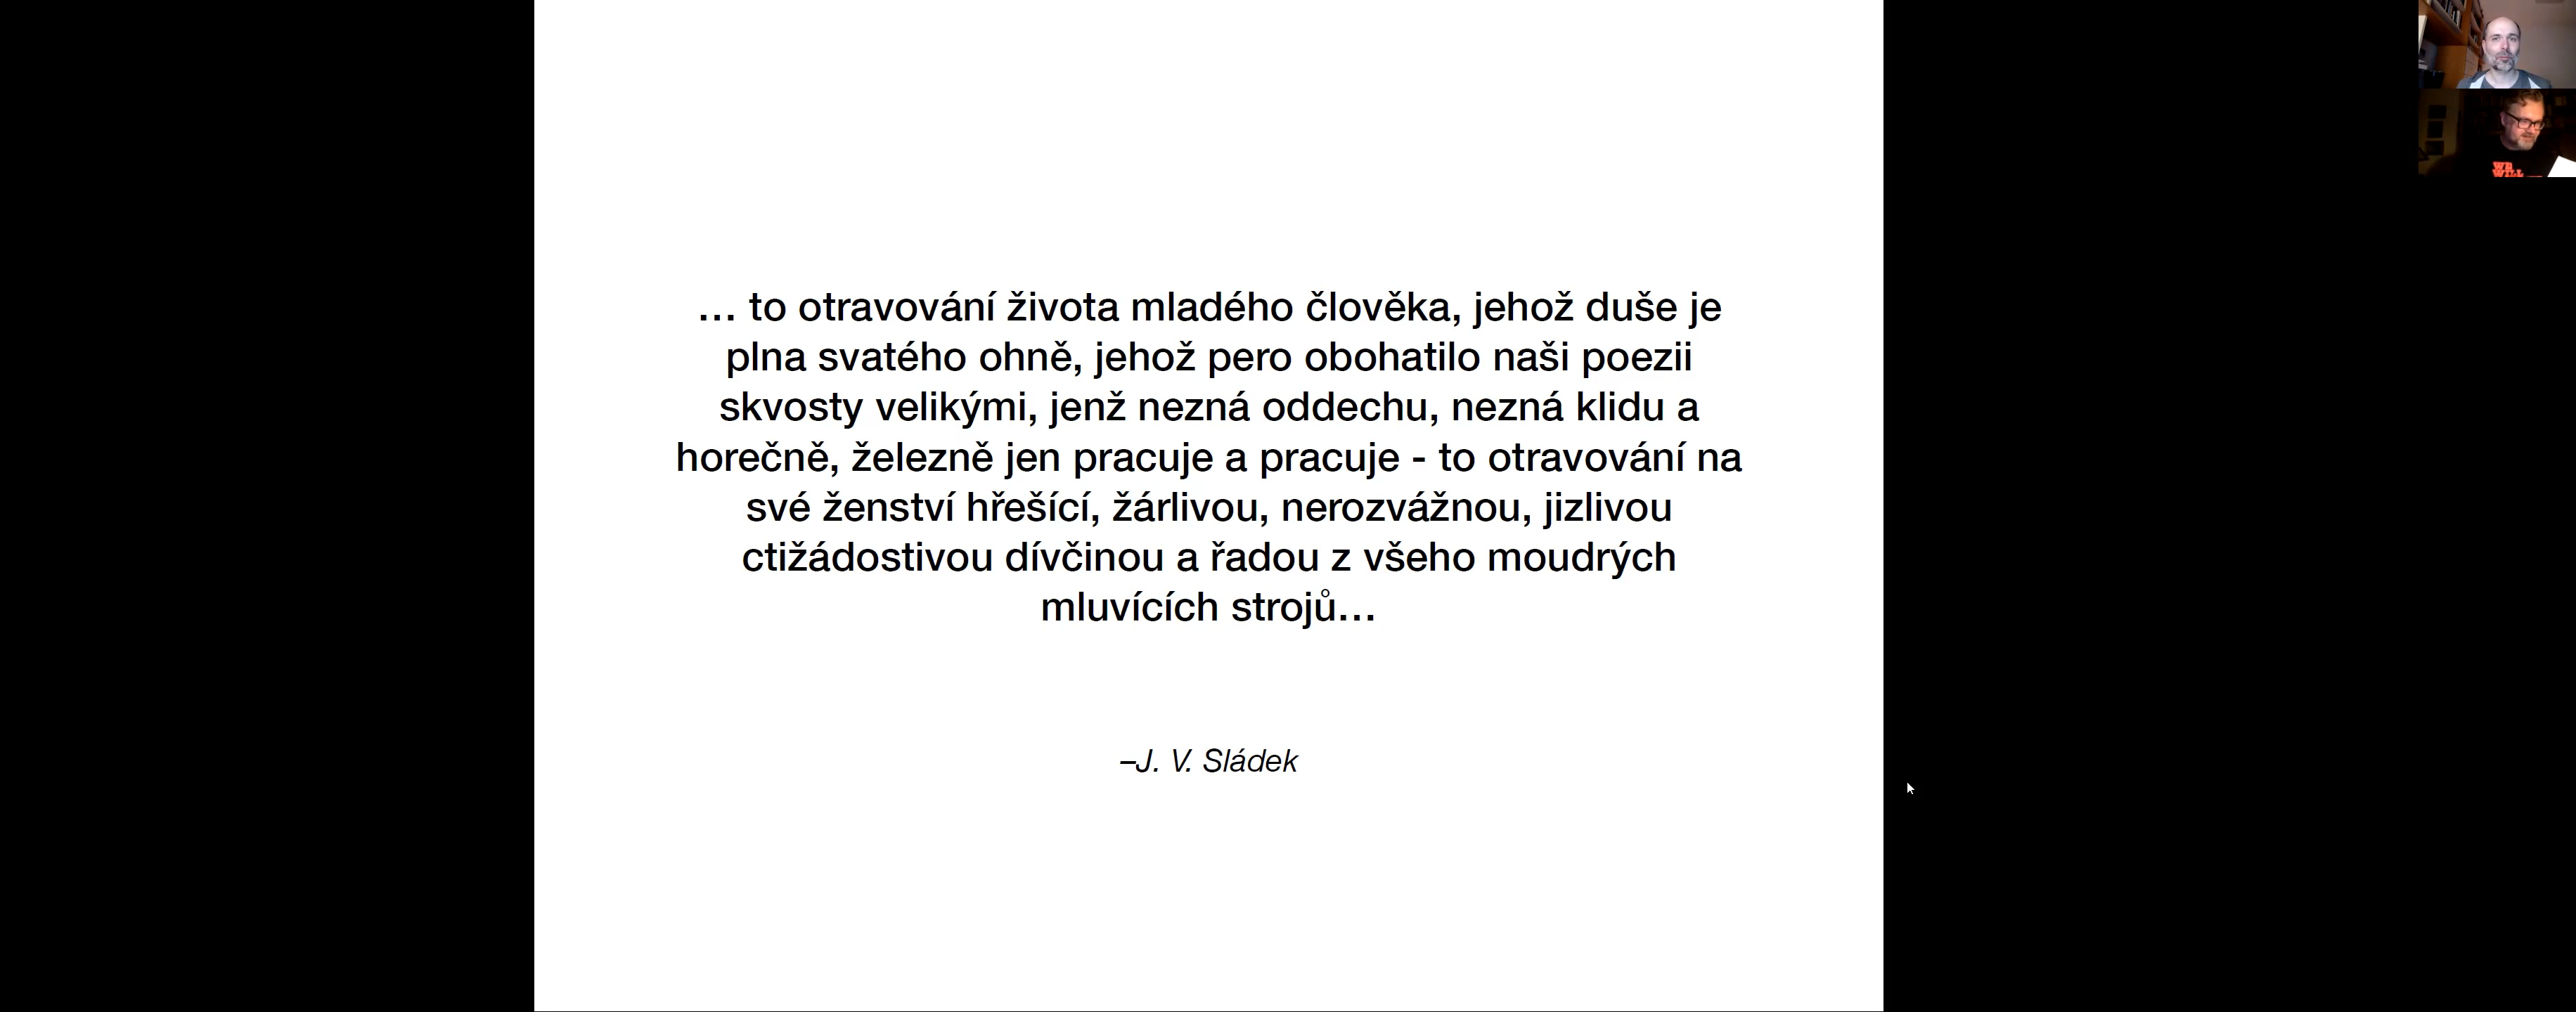 ... to otravování života mladého člověka, jehož duše je
plna svatého ohně, jehož pero obohatilo naši poezii
skvosty velikými, jenž nezná oddechu, nezná klidu a
horečně, železně jen pracuje a pracuje - to otravování na
své ženství hřešící, žárlivou, nerozvážnou, jizlivou
ctižádostivou dívčinou a řadou z všeho moudrých
mluvících strojů...
–J. V. Sládek
WE
WILL